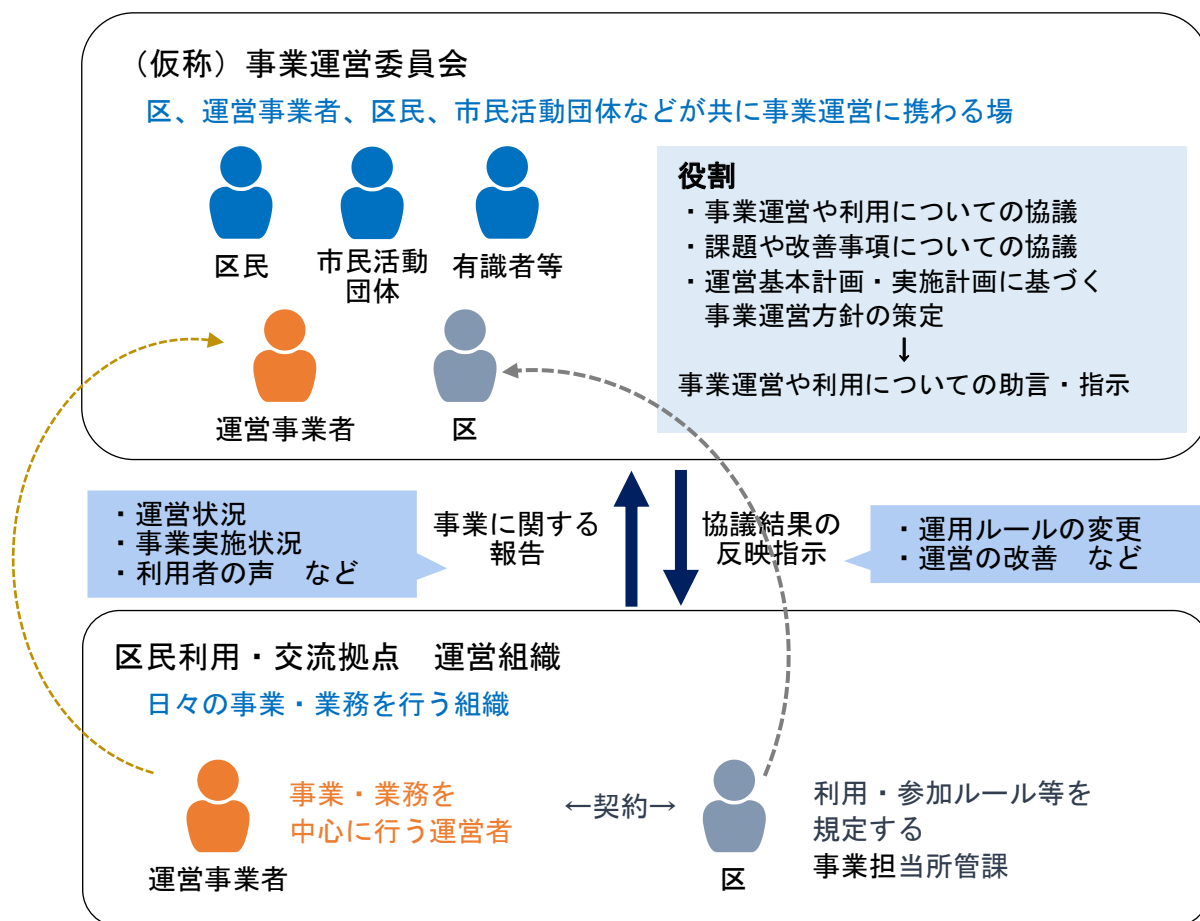 （仮称）事業運営委員会
区、運営事業者、区民、市民活動団体などが共に事業運営に携わる場
区民
市民活動
団体
有識者等
運営事業者
区
役割
・事業運営や利用についての協議
・課題や改善事項についての協議
・運営基本計画・実施計画に基づく
事業運営方針の策定
↓
事業運営や利用についての助言・指示
・運営状況
・事業実施状況
・利用者の声　など
事業に関する
報告
協議結果の
反映指示
・運用ルールの変更
・運営の改善　など
区民利用・交流拠点　運営組織
日々の事業・業務を行う組織
事業・業務を
中心に行う運営者
運営事業者
←契約→
区
利用・参加ルール等を
規定する
事業担当所管課